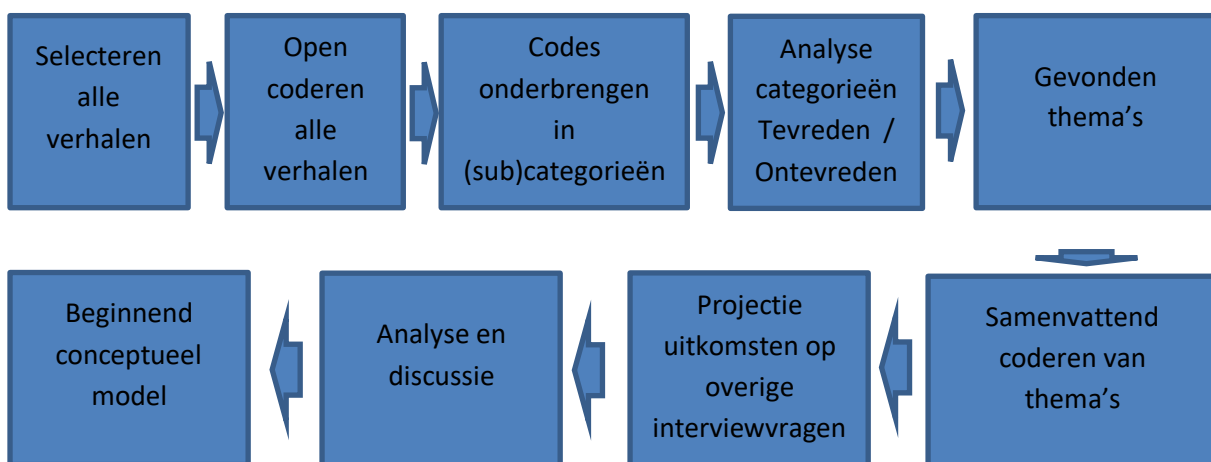 Selecteren
alle
verhalen
Open
coderen
alle
verhalen
Codes
onderbrengen
in
(sub)categorieën
Analyse
categorieën
Tevreden /
Ontevreden
Gevonden
thema’s
Samenvattend
coderen van
thema’s
Projectie
uitkomsten op
overige
interviewvragen
Analyse en
discussie
Beginnend
conceptueel
model